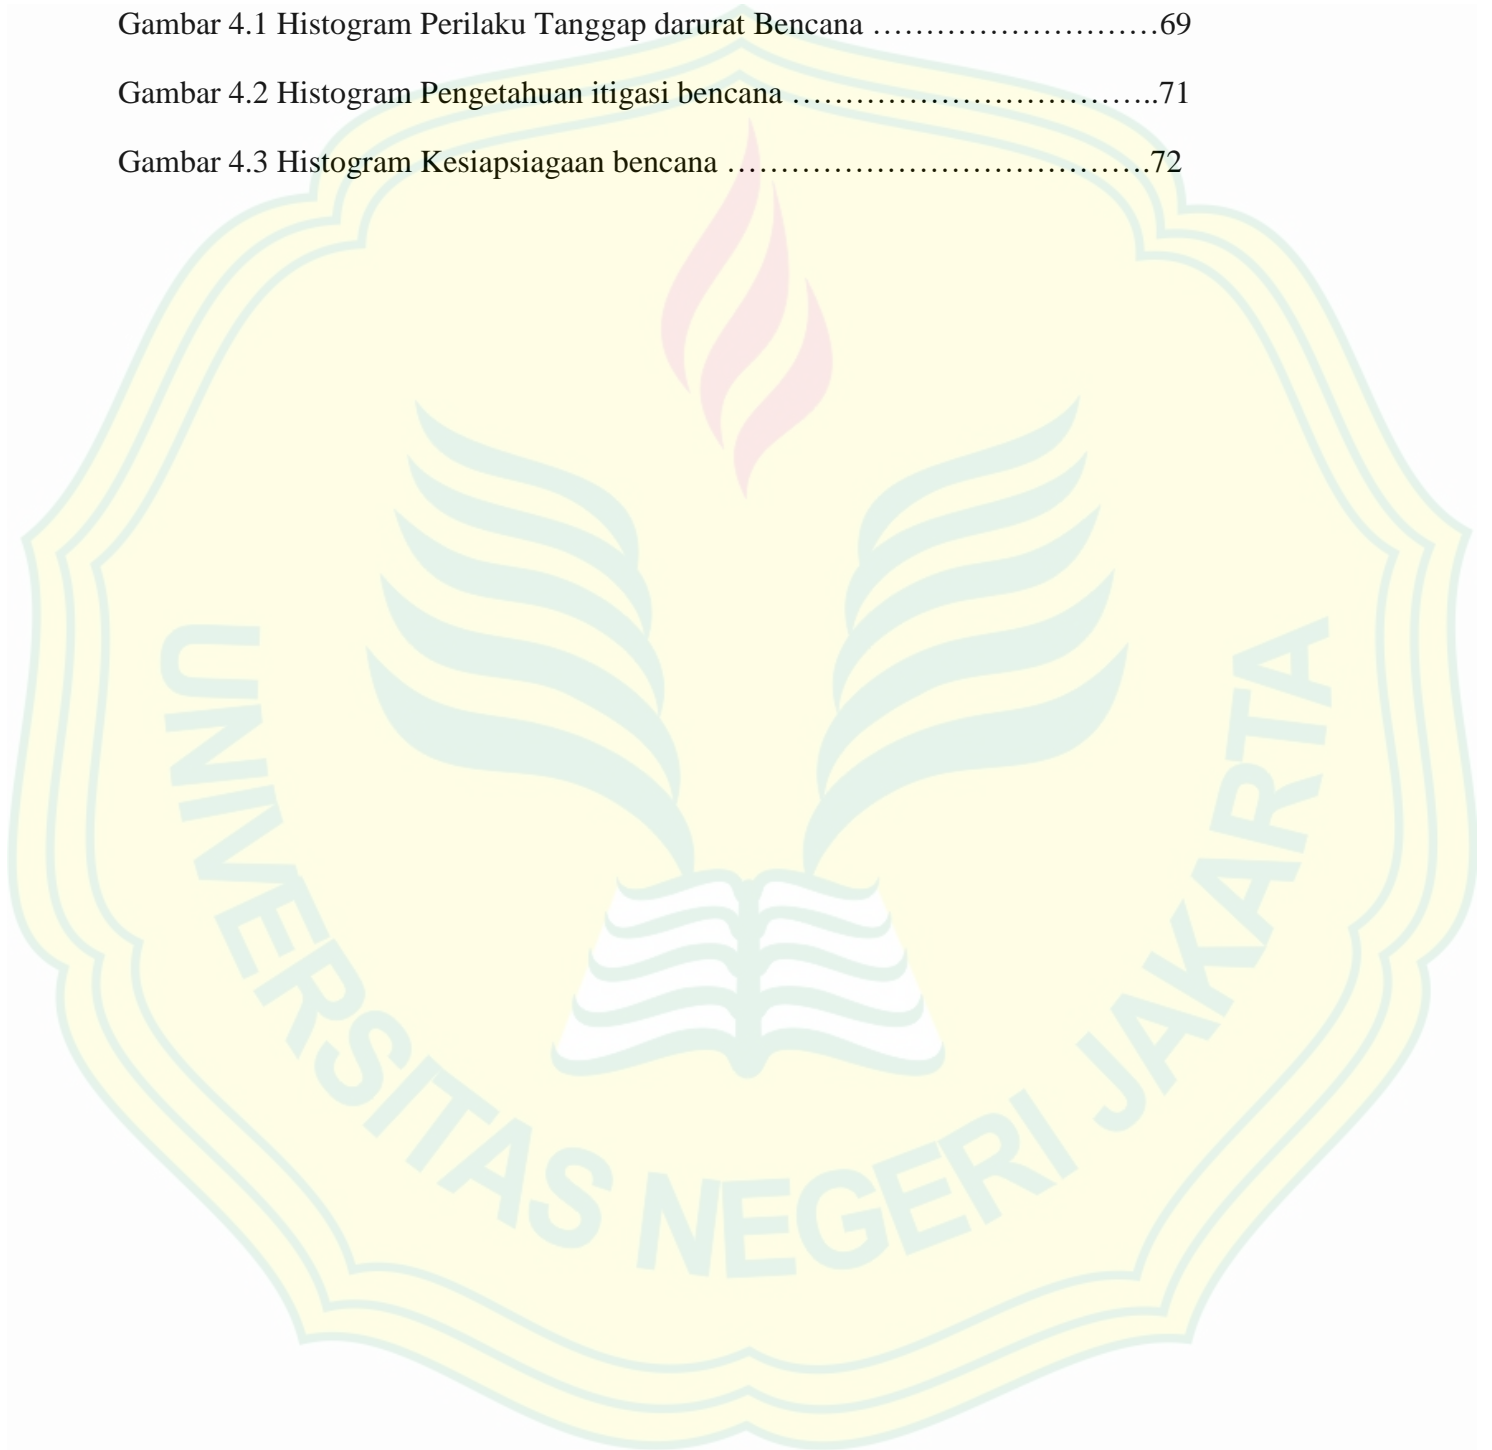 Gambar 4.1 Histogram Perilaku Tanggap darurat Bencana ………………………69
Gambar 4.2 Histogram Pengetahuan itigasi bencana ……………………………..71
Gambar 4.3 Histogram Kesiapsiagaan bencana ………………………………….72
UNIVERSITAS NEGERI JAKARTA